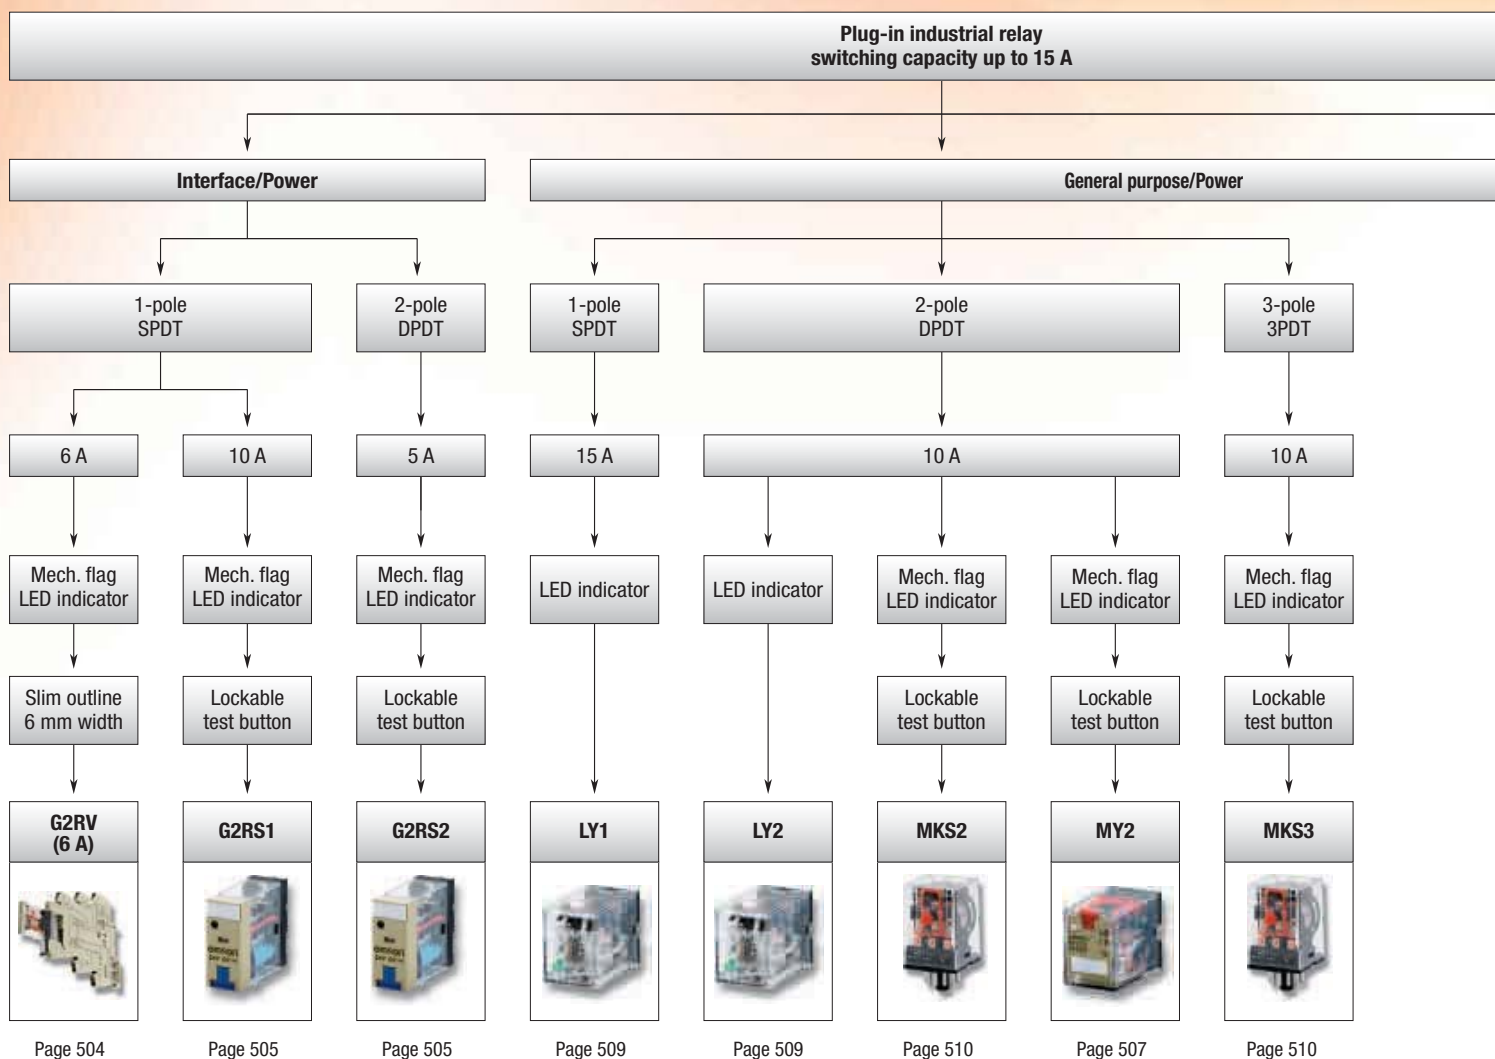 Plug-in industrial relay
switching capacity up to 15 A
Interface/Power
General purpose/Power
1-pole
SPDT
2-pole
DPDT
1-pole
SPDT
2-pole
DPDT
3-pole
3PDT
6 A
10 A
5 A
15 A
10 A
10 A
Mech. flag
LED indicator
Mech. flag
LED indicator
Mech. flag
LED indicator
LED indicator
LED indicator
Mech. flag
LED indicator
Mech. flag
LED indicator
Mech. flag
LED indicator
Slim outline
6 mm width
Lockable
test button
Lockable
test button
Lockable
test button
Lockable
test button
Lockable
test button
G2RV
(6 A)
G2RS1
G2RS2
LY1
LY2
MKS2
MY2
MKS3
omron
omron
Page 504
Page 505
Page 505
Page 509
Page 509
Page 510
Page 507
Page 510